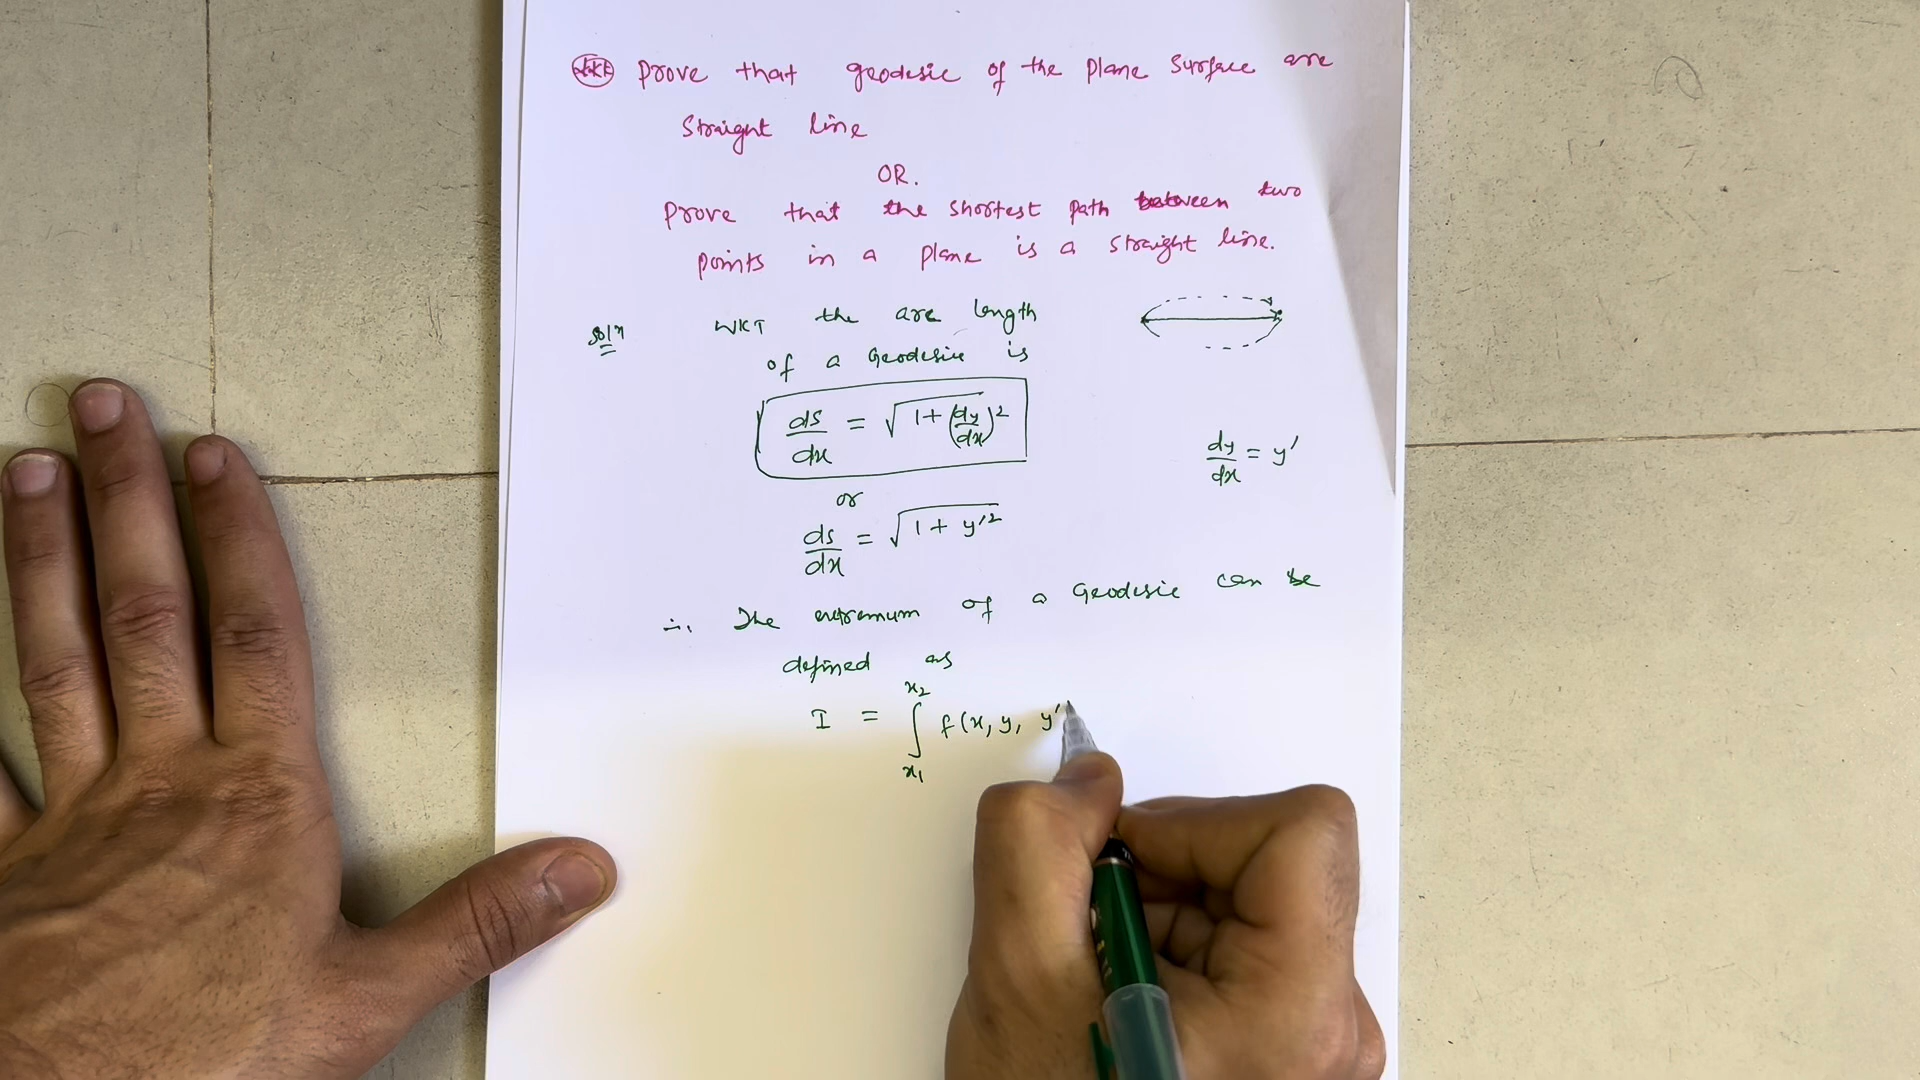 Prove that geodesic of the plane surface are
Straight line
OR.
Prove that the shortest path between two
points in a plane is a straight line.
Soln WKT the arc length
of a Geodesic is
ds/dx = √(1+(dy/dx)²)
dy/dx = y′
or
ds/dx = √(1 + y′²)
∴ The extremum of a Geodesic can be
defined as
I = ∫_{x₁}^{x₂} f(x, y, y′